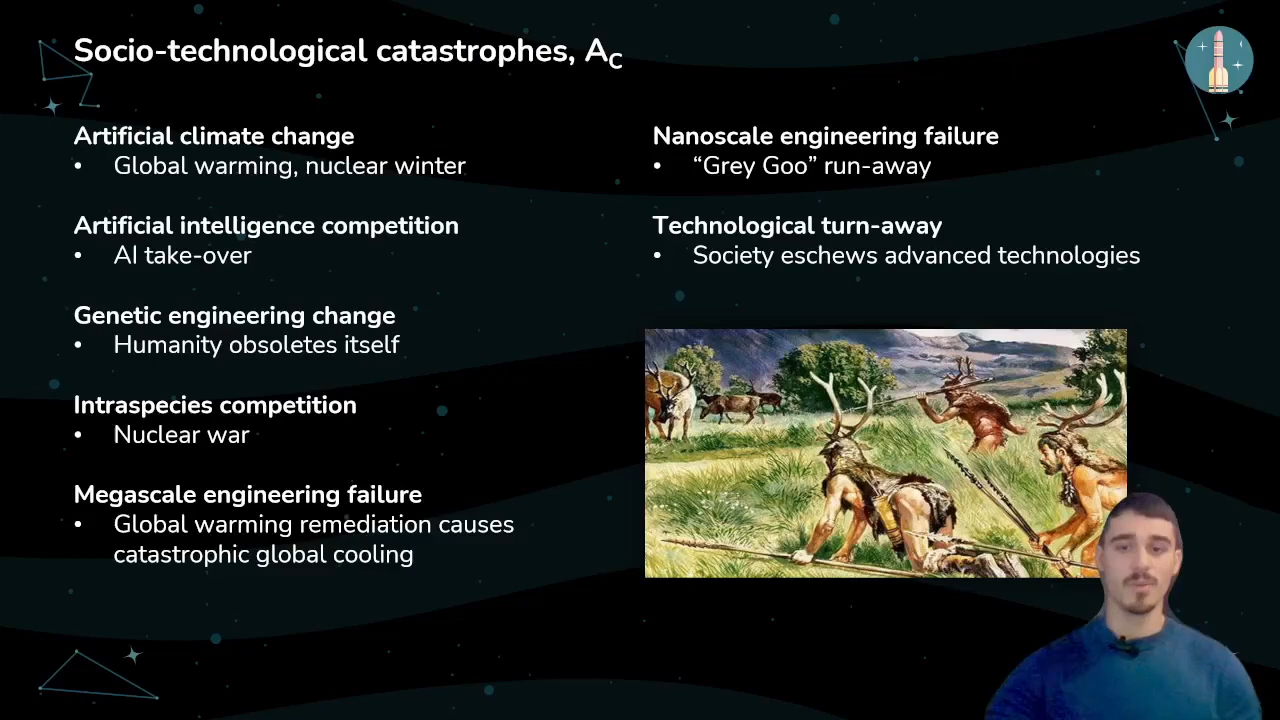 Socio-technological catastrophes, A_C
Artificial climate change
• Global warming, nuclear winter
Artificial intelligence competition
• AI take-over
Genetic engineering change
• Humanity obsoletes itself
Intraspecies competition
• Nuclear war
Megascale engineering failure
• Global warming remediation causes
catastrophic global cooling
Nanoscale engineering failure
• “Grey Goo” run-away
Technological turn-away
• Society eschews advanced technologies